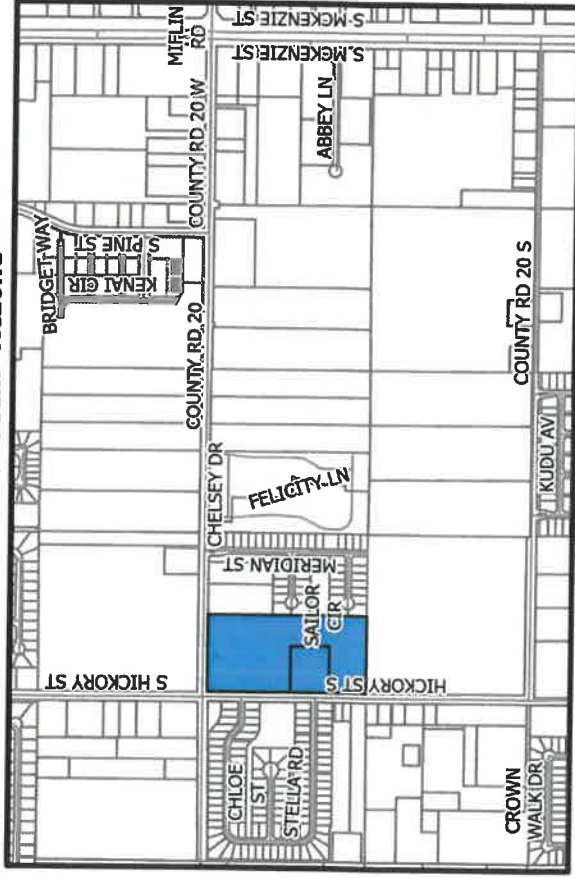 S MCKENZIE ST
MIFLIN
RD
S MCKENZIE ST
COUNTY RD 20 W
ABBEY LN
BRIDGET WAY
S PINE ST
KENAI CIR
COUNTY RD 20
COUNTY RD 20 S
CHELSEY DR
FELICITY LN
KUDU AV
MERIDIAN ST
SAILOR
CIR
S HICKORY ST
HICKORY ST S
CHLOE
ST
STELLA RD
CROWN
WALK DR